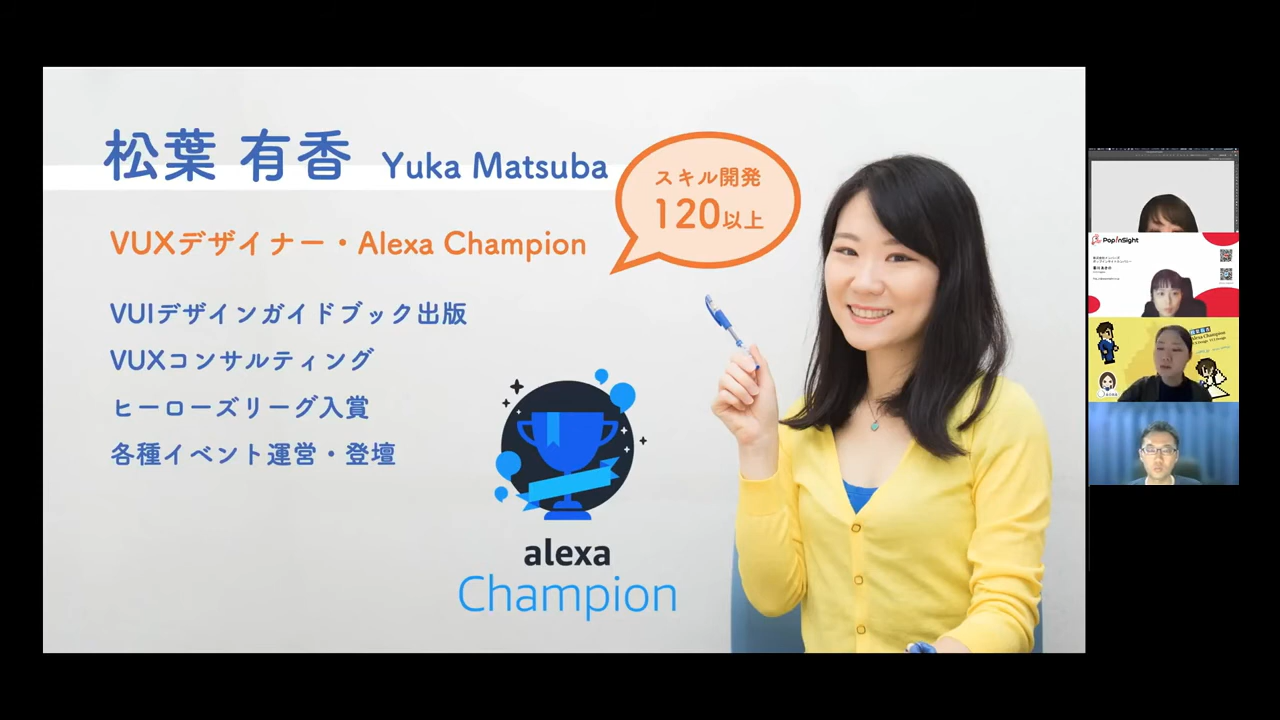 松葉 有香 Yuka Matsuba
スキル開発
120以上
VUXデザイナー・Alexa Champion
VUIデザインガイドブック出版
VUXコンサルティング
ヒーローズリーグ入賞
各種イベント運営・登壇
alexa
Champion
PopInSight
Alexa Champion